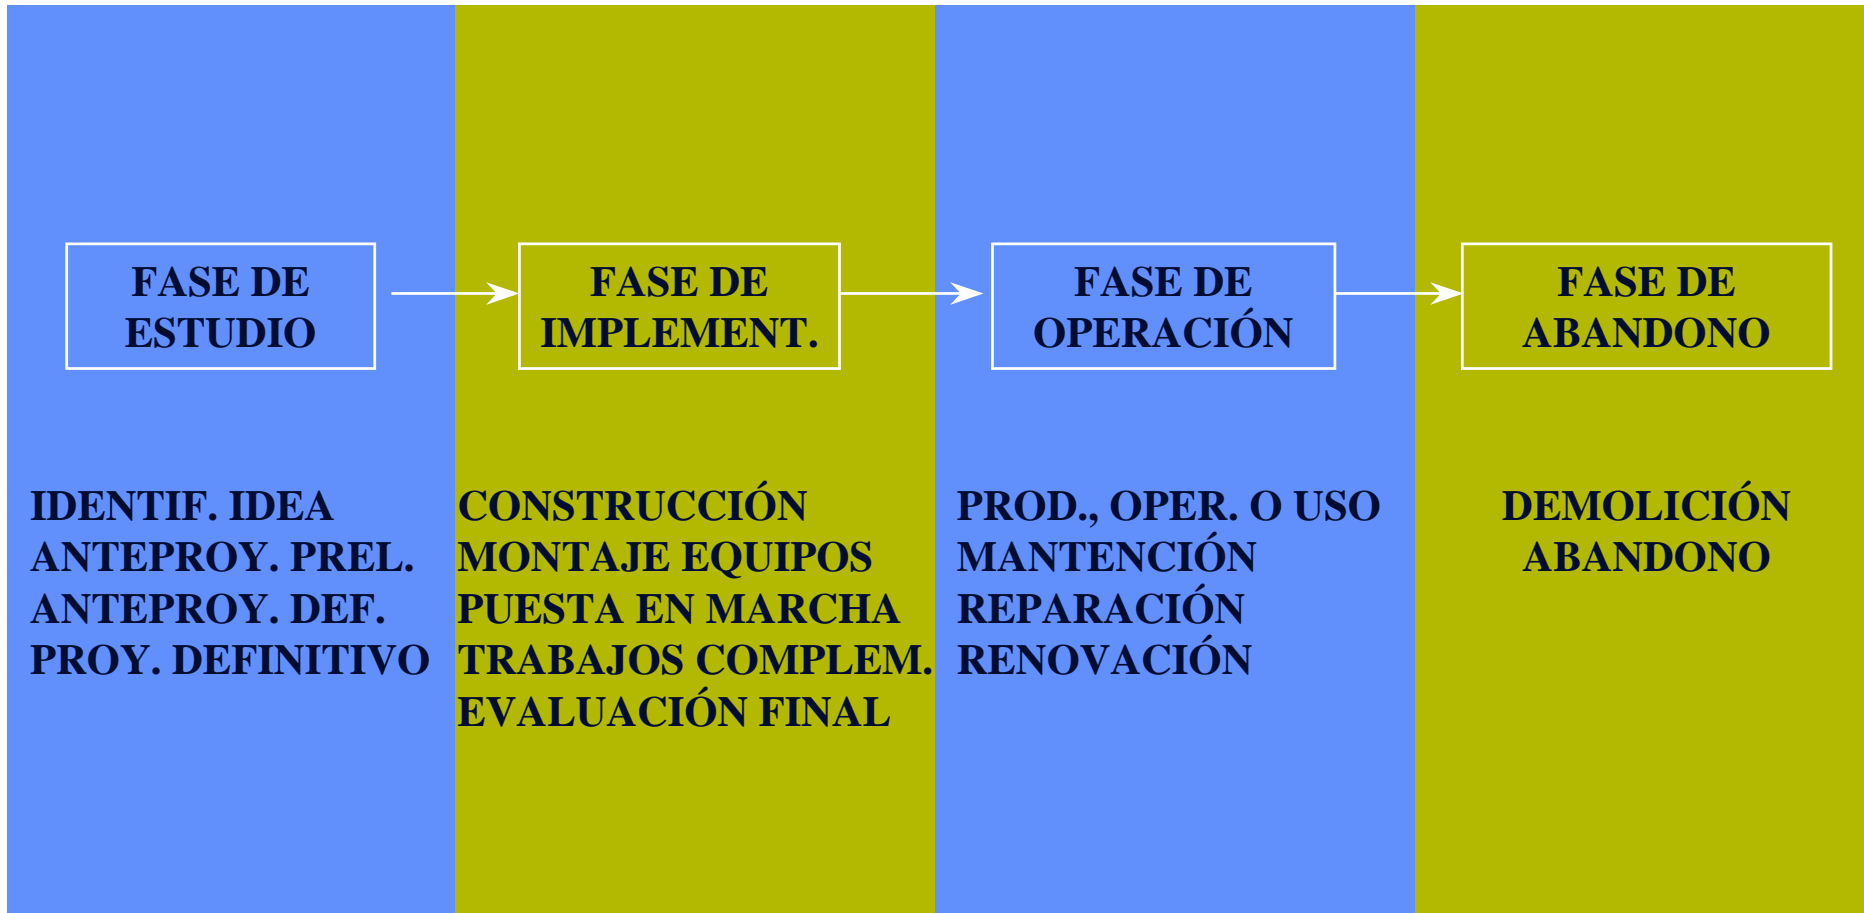 FASE DE
ESTUDIO
FASE DE
IMPLEMENT.
FASE DE
OPERACIÓN
FASE DE
ABANDONO
IDENTIF. IDEA
ANTEPROY. PREL.
ANTEPROY. DEF.
PROY. DEFINITIVO
CONSTRUCCIÓN
MONTAJE EQUIPOS
PUESTA EN MARCHA
TRABAJOS COMPLEM.
EVALUACIÓN FINAL
PROD., OPER. O USO
MANTENCIÓN
REPARACIÓN
RENOVACIÓN
DEMOLICIÓN
ABANDONO